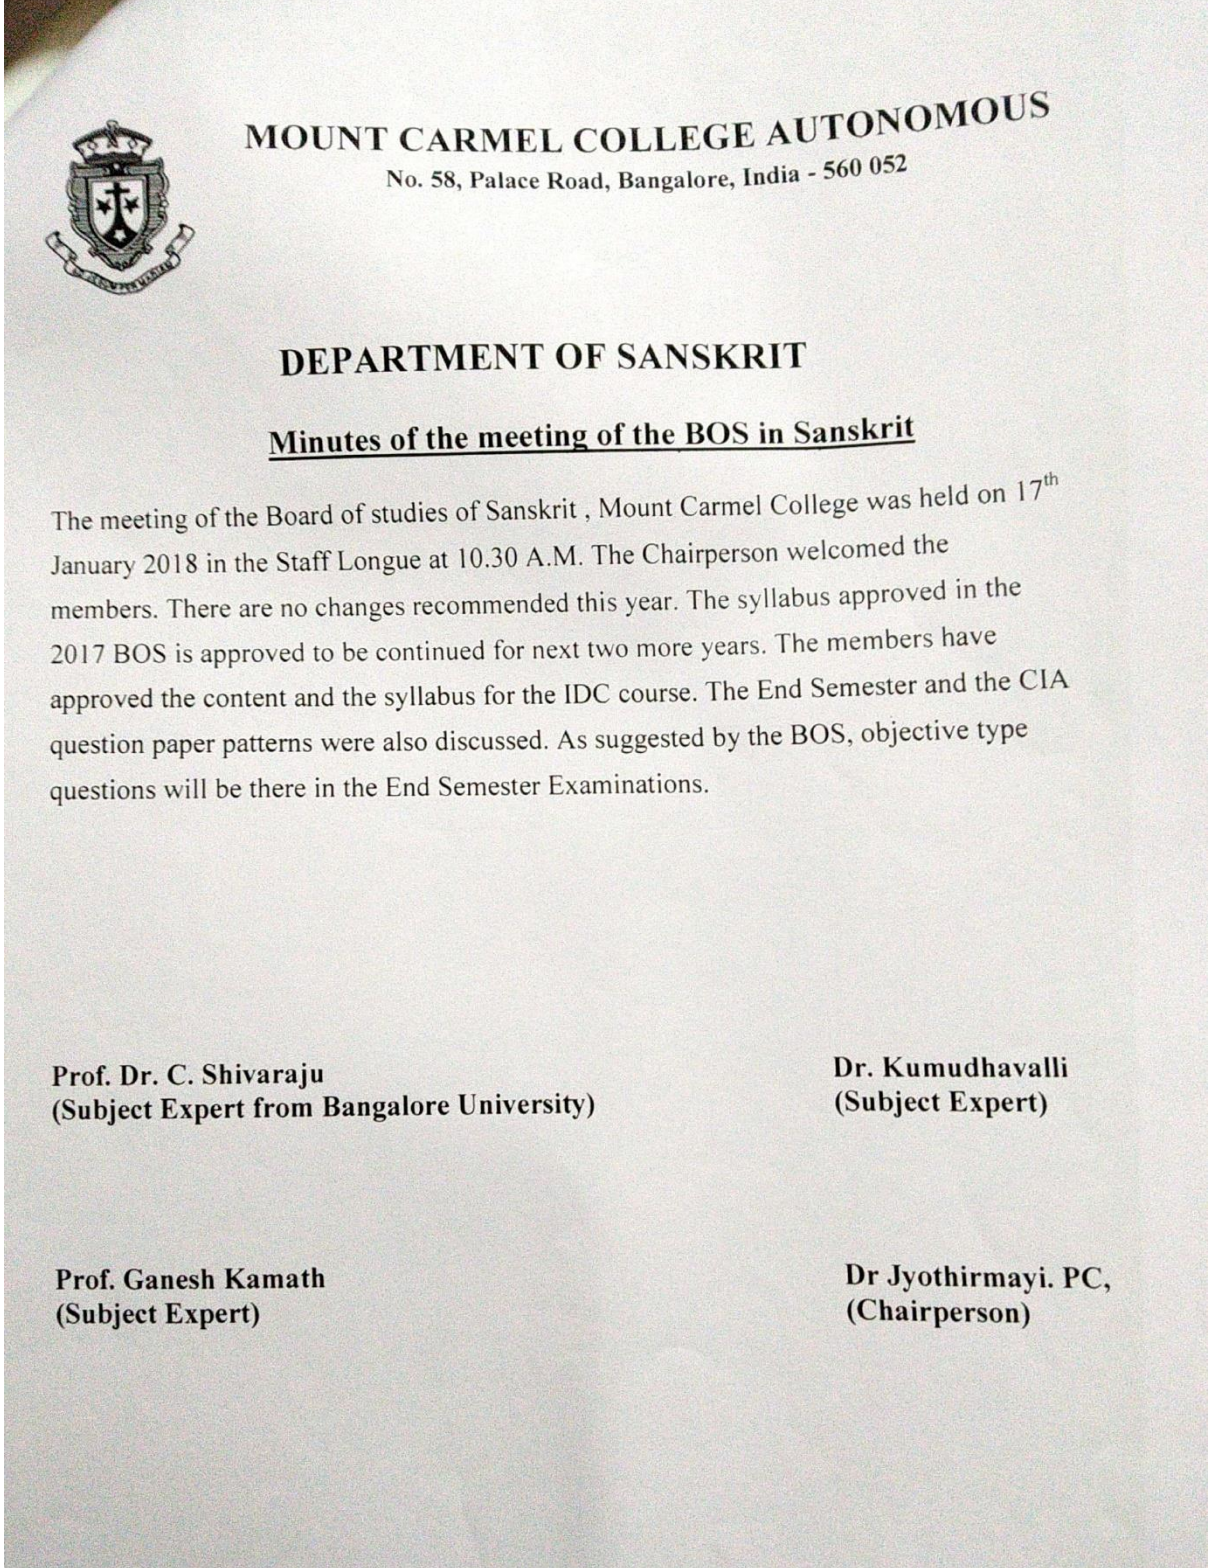 MOUNT CARMEL COLLEGE AUTONOMOUS
No. 58, Palace Road, Bangalore, India - 560 052
DEPARTMENT OF SANSKRIT
Minutes of the meeting of the BOS in Sanskrit
The meeting of the Board of studies of Sanskrit , Mount Carmel College was held on 17th
January 2018 in the Staff Longue at 10.30 A.M. The Chairperson welcomed the
members. There are no changes recommended this year. The syllabus approved in the
2017 BOS is approved to be continued for next two more years. The members have
approved the content and the syllabus for the IDC course. The End Semester and the CIA
question paper patterns were also discussed. As suggested by the BOS, objective type
questions will be there in the End Semester Examinations.
Prof. Dr. C. Shivaraju
(Subject Expert from Bangalore University)
Dr. Kumudhavalli
(Subject Expert)
Prof. Ganesh Kamath
(Subject Expert)
Dr Jyothirmayi. PC,
(Chairperson)